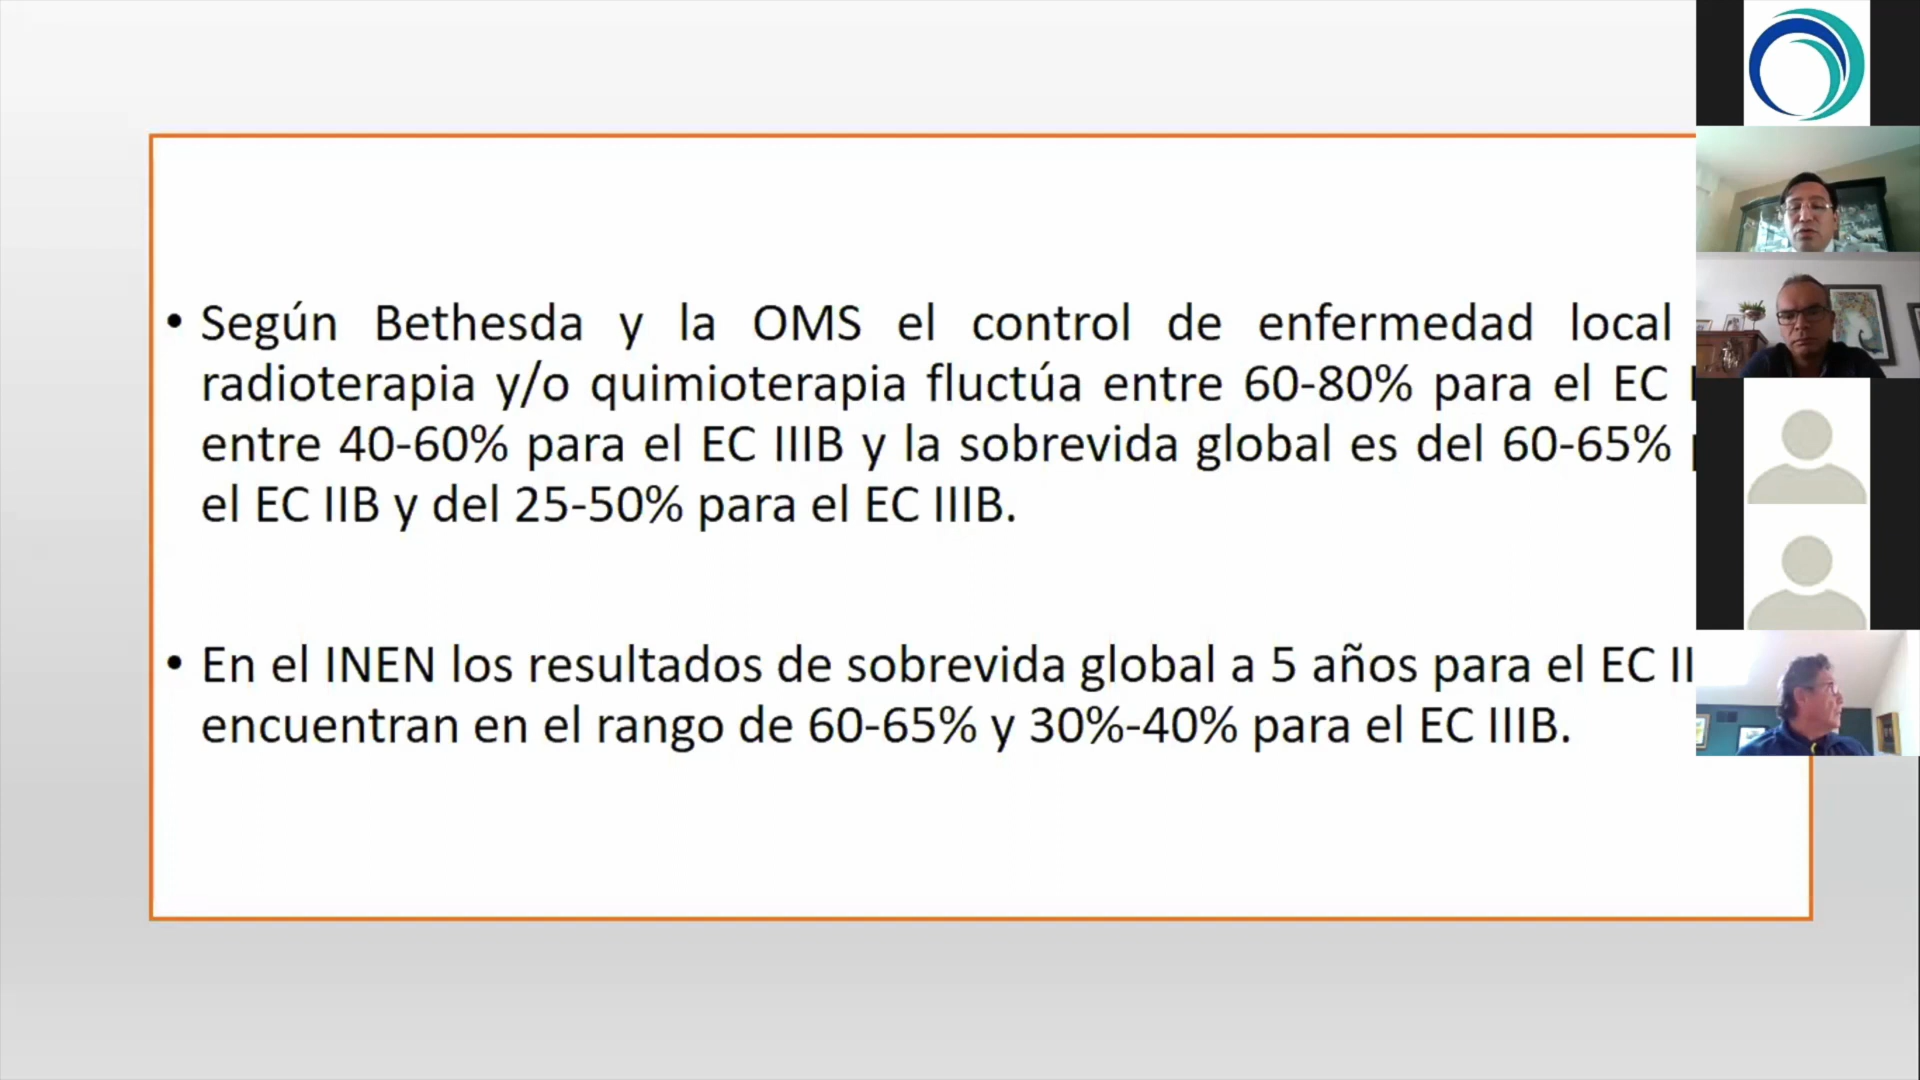 • Según Bethesda y la OMS el control de enfermedad local
radioterapia y/o quimioterapia fluctúa entre 60-80% para el EC
entre 40-60% para el EC IIIB y la sobrevida global es del 60-65%
el EC IIB y del 25-50% para el EC IIIB.
• En el INEN los resultados de sobrevida global a 5 años para el EC
encuentran en el rango de 60-65% y 30%-40% para el EC IIIB.